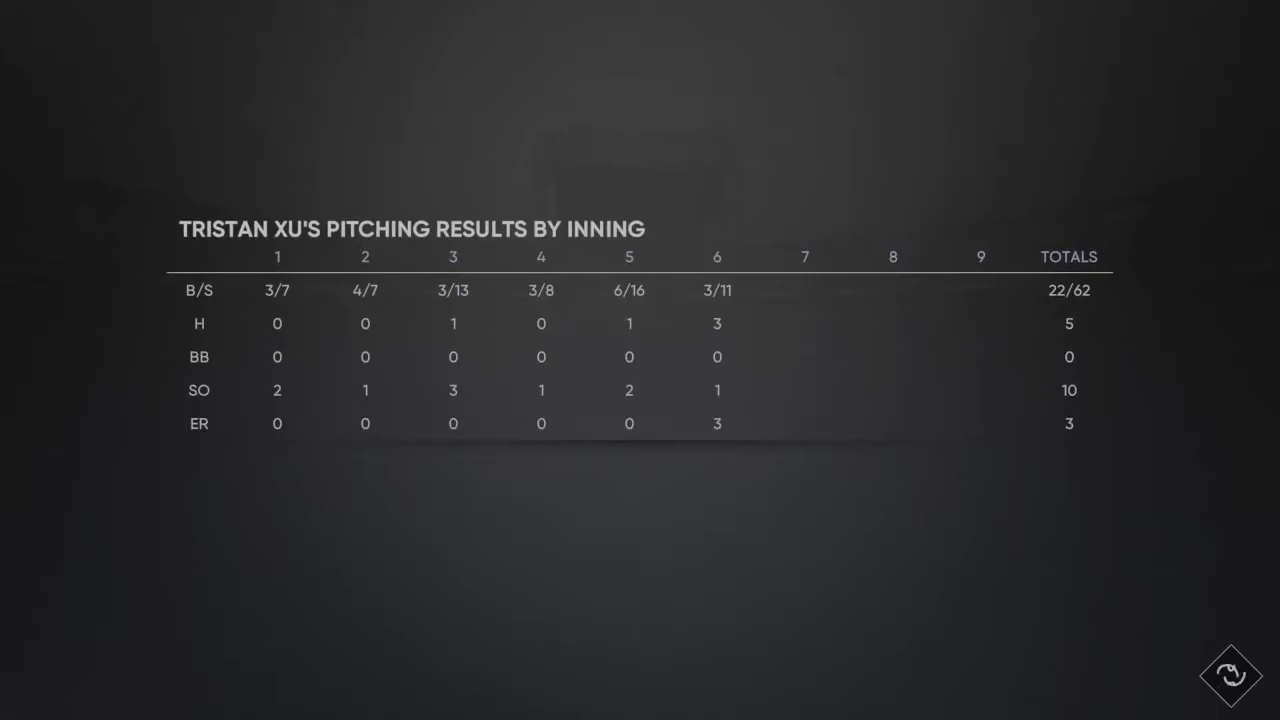 TRISTAN XU'S PITCHING RESULTS BY INNING
1 2 3 4 5 6 7 8 9 TOTALS
B/S 3/7 4/7 3/13 3/8 6/16 3/11 22/62
H 0 0 1 0 1 3 5
BB 0 0 0 0 0 0 0
SO 2 1 3 1 2 1 10
ER 0 0 0 0 0 3 3